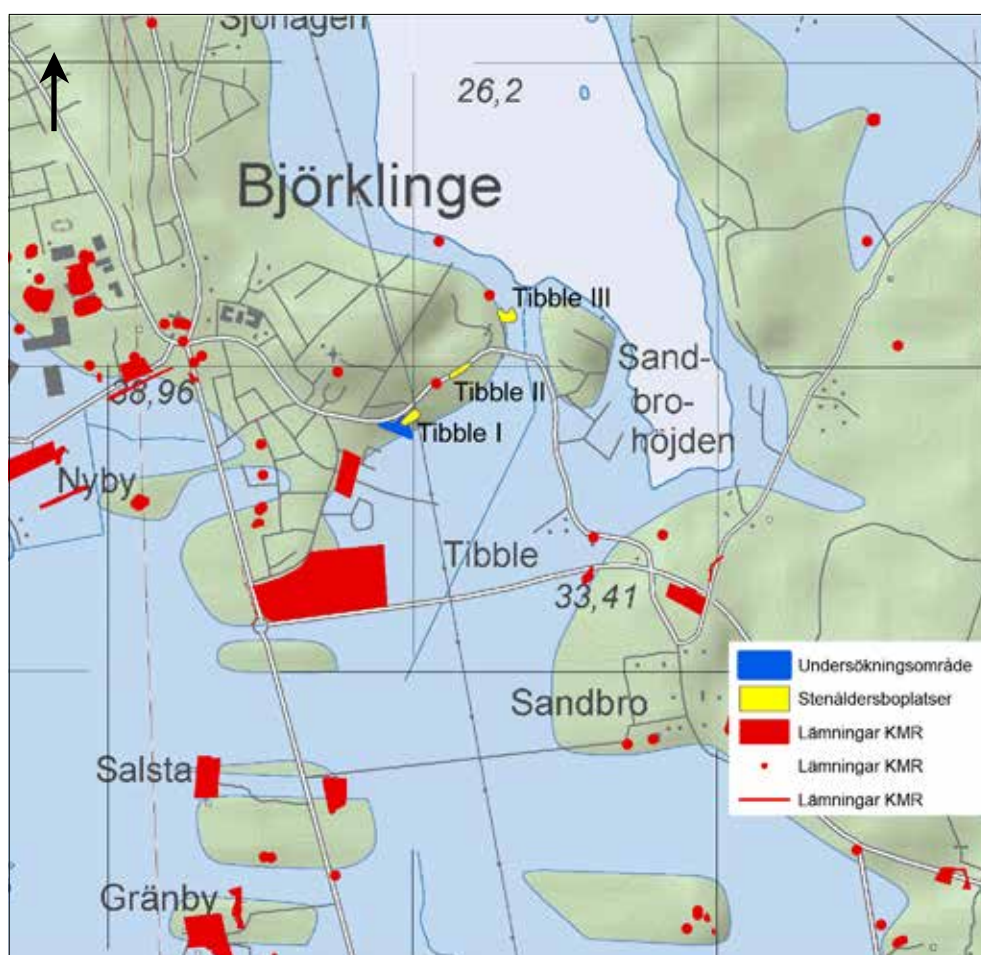 Sjöhagen
26,2
Björklinge
Tibble III
Sand-
bro-
höjden
Tibble II
38,96
Tibble I
Nyby
Tibble
33,41
Undersökningsområde
Stenåldersboplatser
Lämningar KMR
Lämningar KMR
Lämningar KMR
Sandbro
Salsta
Gränby